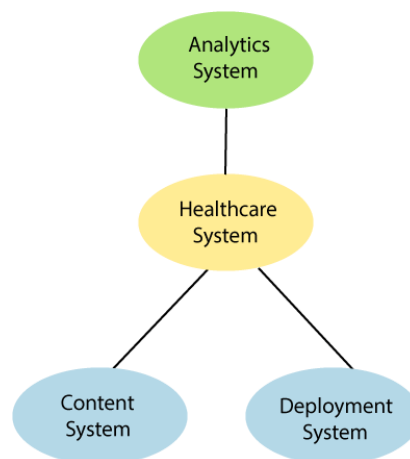 Analytics
System
Healthcare
System
Content
System
Deployment
System